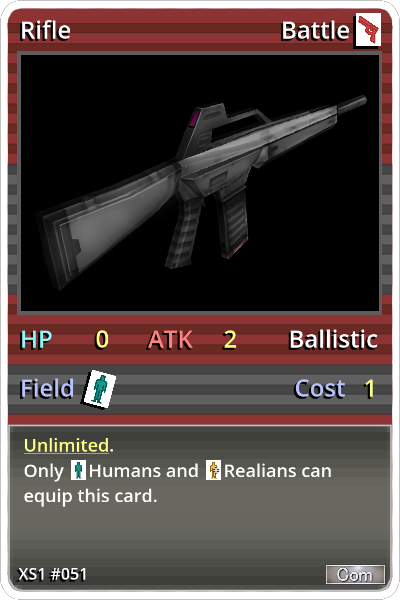 Rifle Battle
HP 0 ATK 2 Ballistic
Field Cost 1
Unlimited.
Only Humans and Realians can
equip this card.
XS1 #051 Com